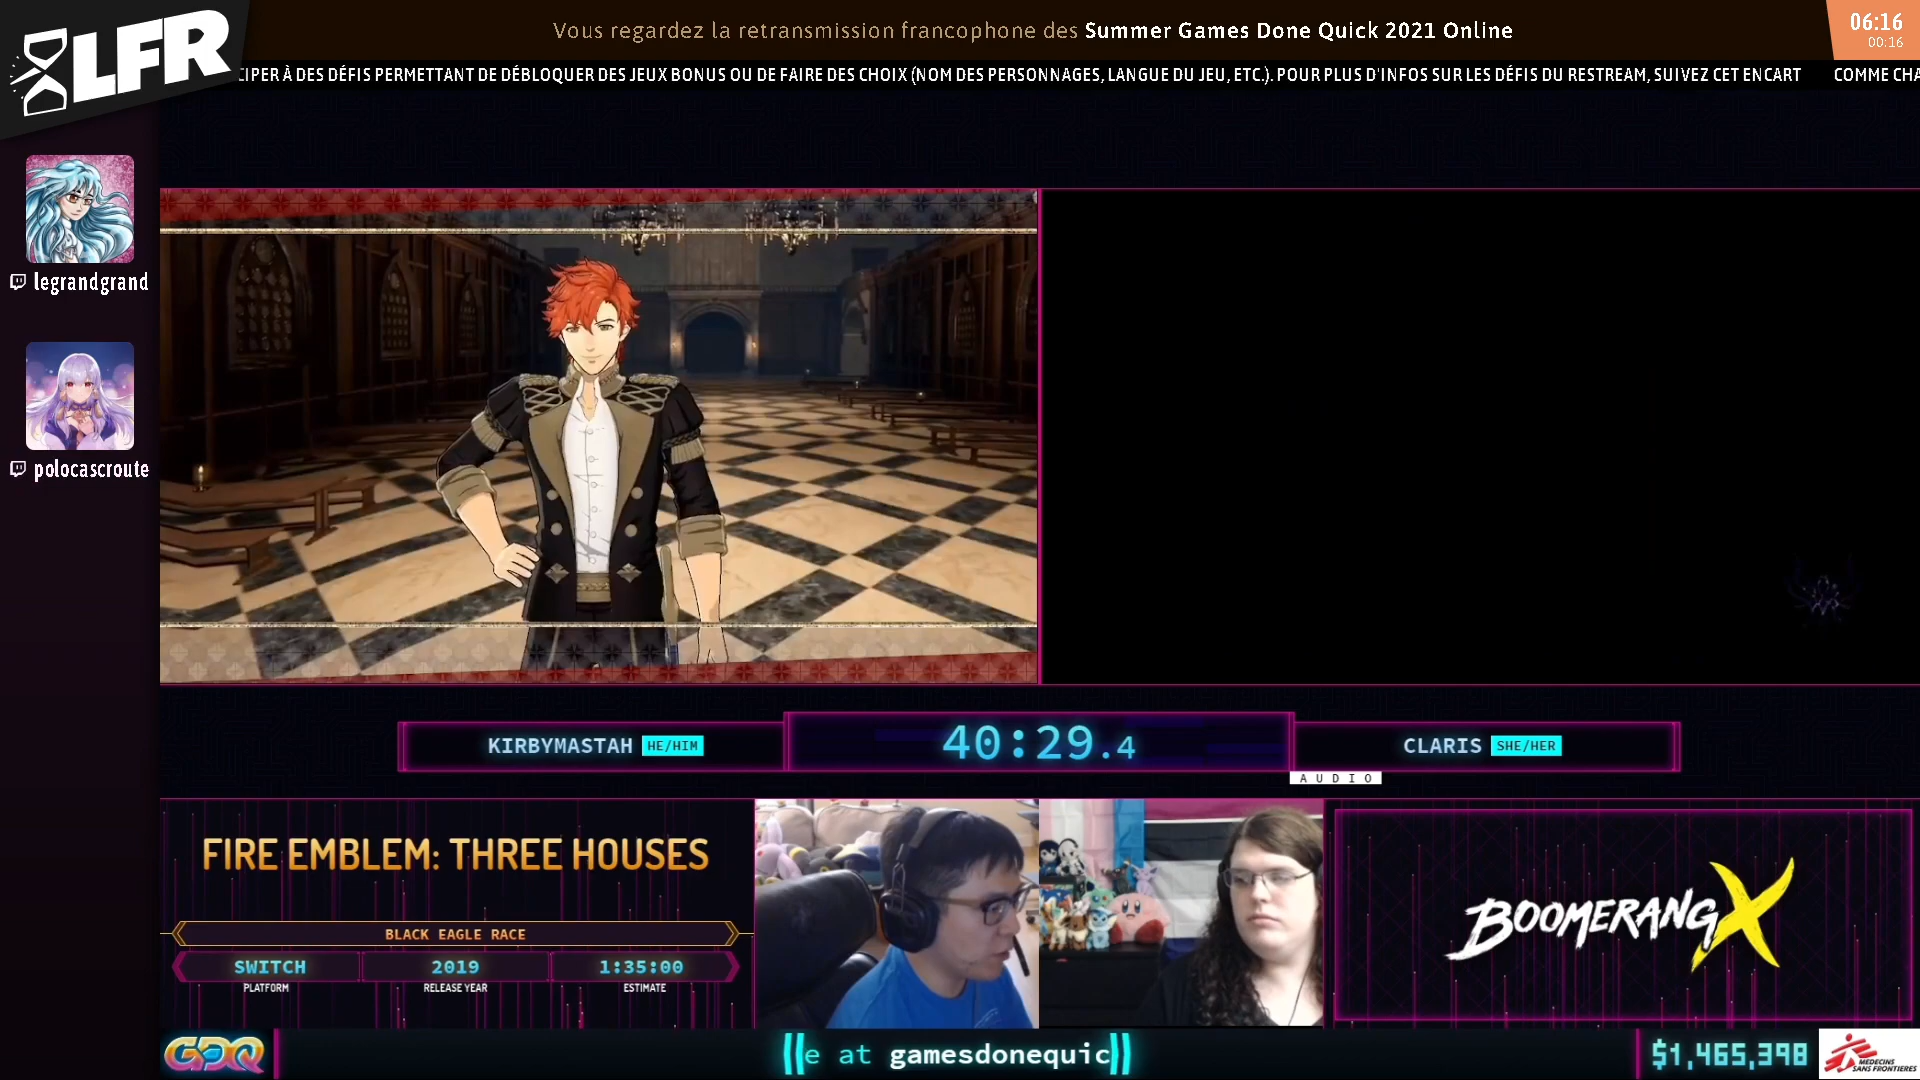 LFR
Vous regardez la retransmission francophone des Summer Games Done Quick 2021 Online
06:16
00:16
CIPER À DES DÉFIS PERMETTANT DE DÉBLOQUER DES JEUX BONUS OU DE FAIRE DES CHOIX (NOM DES PERSONNAGES, LANGUE DU JEU, ETC.). POUR PLUS D'INFOS SUR LES DÉFIS DU RESTREAM, SUIVEZ CET ENCART COMME CHA
legrandgrand
polocascroute
KIRBYMASTAH HE/HIM
40:29.4
CLARIS SHE/HER
AUDIO
FIRE EMBLEM: THREE HOUSES
BLACK EAGLE RACE
SWITCH 2019 1:35:00
PLATFORM RELEASE YEAR ESTIMATE
BOOMERANG X
GDQ
e at gamesdonequic
$1,465,398
MEDECINS
SANS FRONTIERES